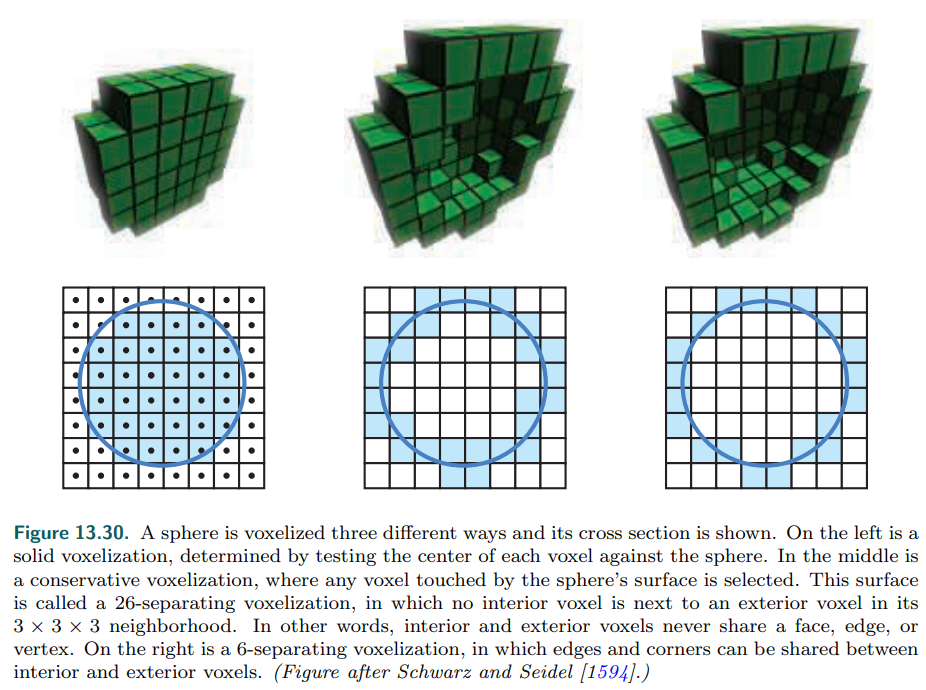 Figure 13.30. A sphere is voxelized three different ways and its cross section is shown. On the left is a
solid voxelization, determined by testing the center of each voxel against the sphere. In the middle is
a conservative voxelization, where any voxel touched by the sphere's surface is selected. This surface
is called a 26-separating voxelization, in which no interior voxel is next to an exterior voxel in its
3 × 3 × 3 neighborhood. In other words, interior and exterior voxels never share a face, edge, or
vertex. On the right is a 6-separating voxelization, in which edges and corners can be shared between
interior and exterior voxels. (Figure after Schwarz and Seidel [1594].)